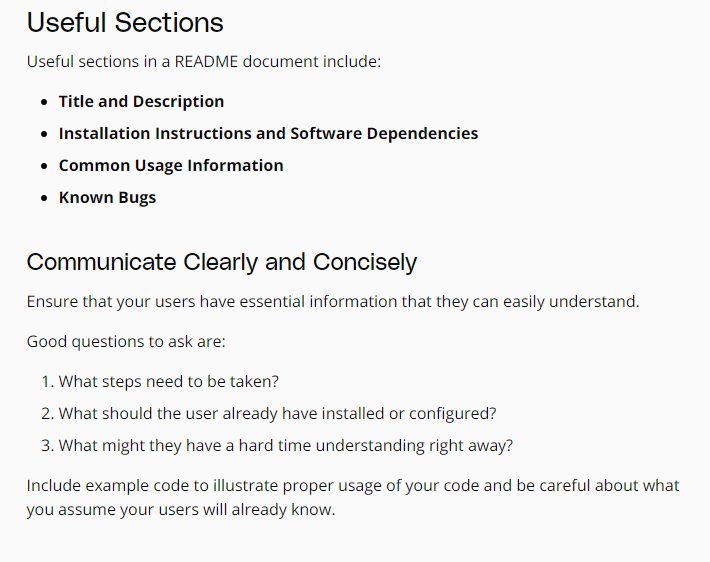 Useful Sections
Useful sections in a README document include:
• Title and Description
• Installation Instructions and Software Dependencies
• Common Usage Information
• Known Bugs
Communicate Clearly and Concisely
Ensure that your users have essential information that they can easily understand.
Good questions to ask are:
1. What steps need to be taken?
2. What should the user already have installed or configured?
3. What might they have a hard time understanding right away?
Include example code to illustrate proper usage of your code and be careful about what
you assume your users will already know.